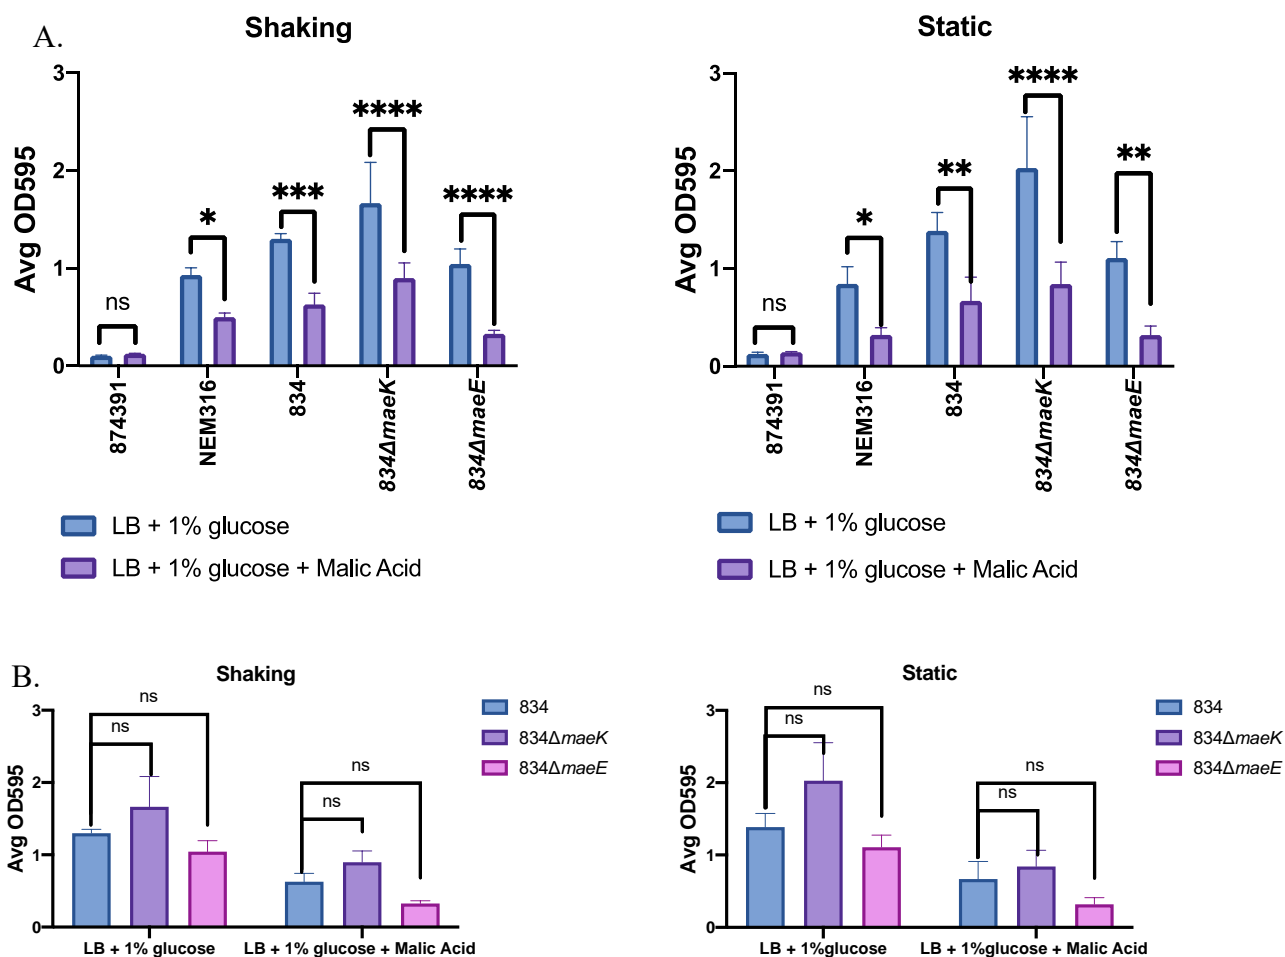 A.
Shaking
Avg OD595
3
2
1
0
ns
*
***
****
****
874391
NEM316
834
834ΔmaeK
834ΔmaeE
LB + 1% glucose
LB + 1% glucose + Malic Acid
Static
Avg OD595
3
2
1
0
ns
*
**
****
**
874391
NEM316
834
834ΔmaeK
834ΔmaeE
LB + 1% glucose
LB + 1% glucose + Malic Acid
B.
Shaking
Avg OD595
3
2
1
0
ns
ns
ns
ns
LB + 1% glucose
LB + 1% glucose + Malic Acid
834
834ΔmaeK
834ΔmaeE
Static
Avg OD595
3
2
1
0
ns
ns
ns
ns
LB + 1%glucose
LB + 1%glucose + Malic Acid
834
834ΔmaeK
834ΔmaeE